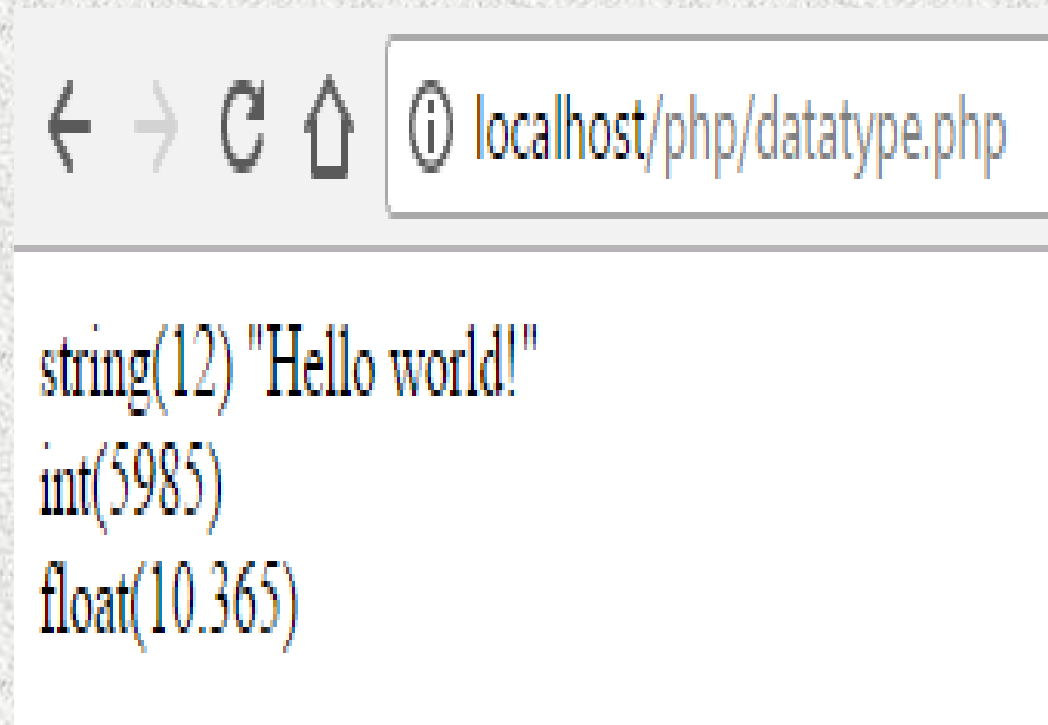 localhost/php/datatype.php
string(12) "Hello world!"
int(5985)
float(10.365)